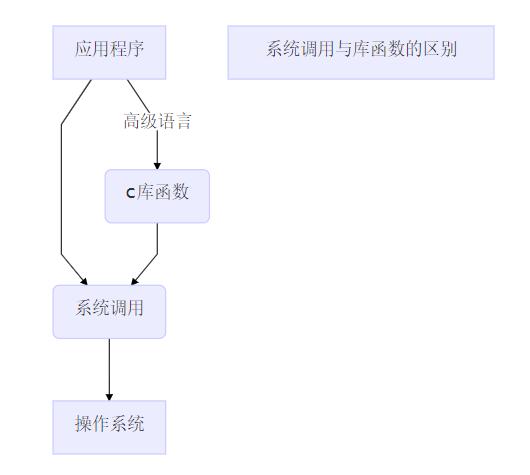 应用程序
系统调用与库函数的区别
高级语言
c库函数
系统调用
操作系统